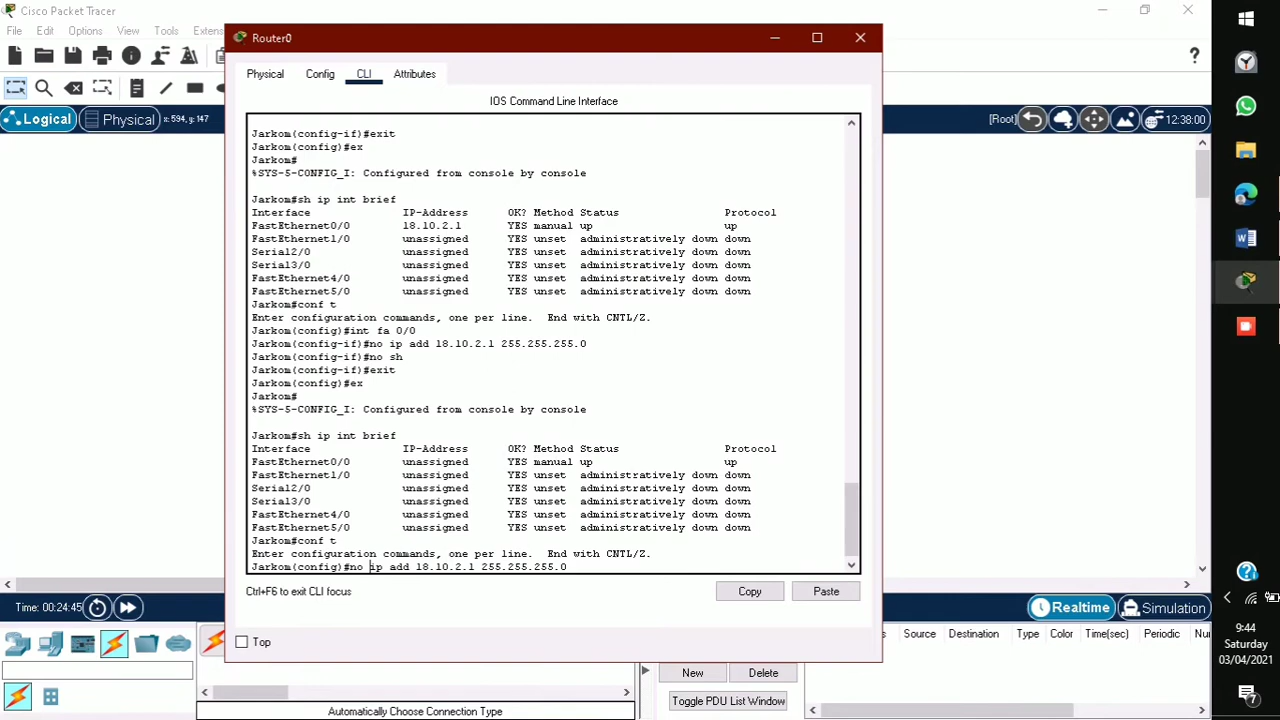 Cisco Packet Tracer
File Edit Options View Tools Extens
Logical Physical x: 594, y: 147
[Root] 12:38:00
Router0
Physical Config CLI Attributes
IOS Command Line Interface
Jarkom(config-if)#exit
Jarkom(config)#ex
Jarkom#
%SYS-5-CONFIG_I: Configured from console by console
Jarkom#sh ip int brief
Interface IP-Address OK? Method Status Protocol
FastEthernet0/0 18.10.2.1 YES manual up up
FastEthernet1/0 unassigned YES unset administratively down down
Serial2/0 unassigned YES unset administratively down down
Serial3/0 unassigned YES unset administratively down down
FastEthernet4/0 unassigned YES unset administratively down down
FastEthernet5/0 unassigned YES unset administratively down down
Jarkom#conf t
Enter configuration commands, one per line. End with CNTL/Z.
Jarkom(config)#int fa 0/0
Jarkom(config-if)#no ip add 18.10.2.1 255.255.255.0
Jarkom(config-if)#no sh
Jarkom(config-if)#exit
Jarkom(config)#ex
Jarkom#
%SYS-5-CONFIG_I: Configured from console by console
Jarkom#sh ip int brief
Interface IP-Address OK? Method Status Protocol
FastEthernet0/0 unassigned YES manual up up
FastEthernet1/0 unassigned YES unset administratively down down
Serial2/0 unassigned YES unset administratively down down
Serial3/0 unassigned YES unset administratively down down
FastEthernet4/0 unassigned YES unset administratively down down
FastEthernet5/0 unassigned YES unset administratively down down
Jarkom#conf t
Enter configuration commands, one per line. End with CNTL/Z.
Jarkom(config)#no ip add 18.10.2.1 255.255.255.0
Ctrl+F6 to exit CLI focus
Copy Paste
Top
Time: 00:24:45
Realtime Simulation
Source Destination Type Color Time(sec) Periodic Nu
New Delete
Toggle PDU List Window
Automatically Choose Connection Type
9:44
Saturday
03/04/2021
7